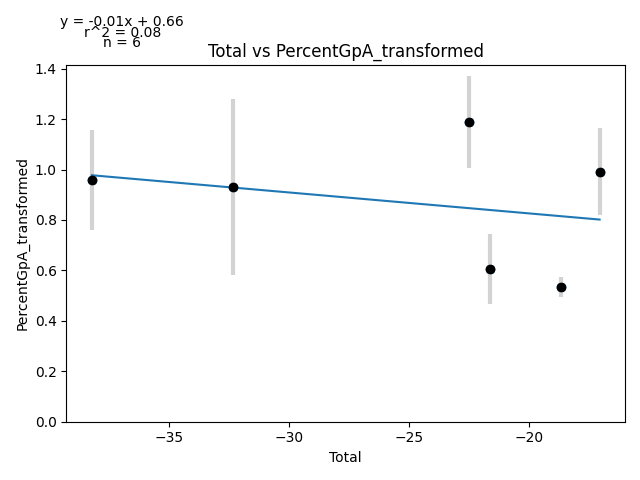 y = -0.01x + 0.66
r^2 = 0.08
n = 6
Total vs PercentGpA_transformed
1.4
1.2
1.0
0.8
0.6
0.4
0.2
0.0
PercentGpA_transformed
−35 −30 −25 −20
Total